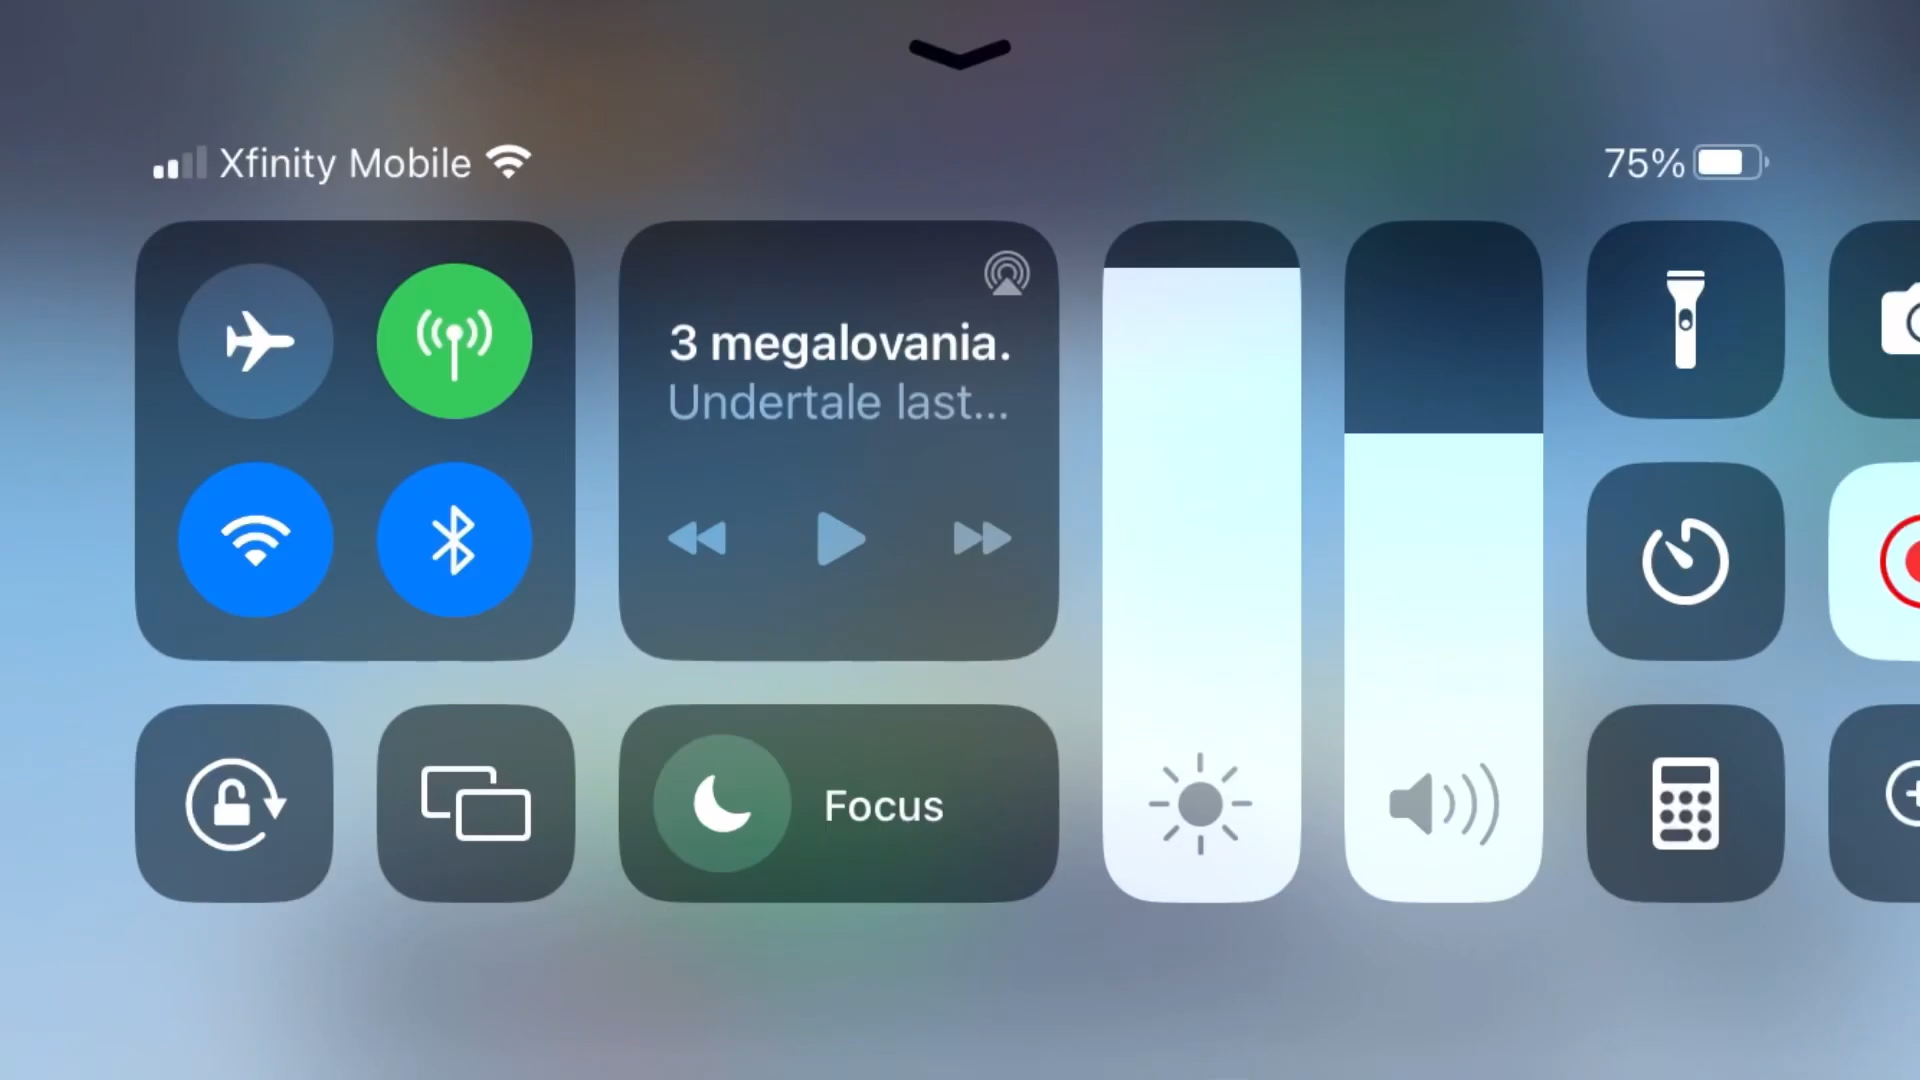 Xfinity Mobile
75%
3 megalovania.
Undertale last...
Focus